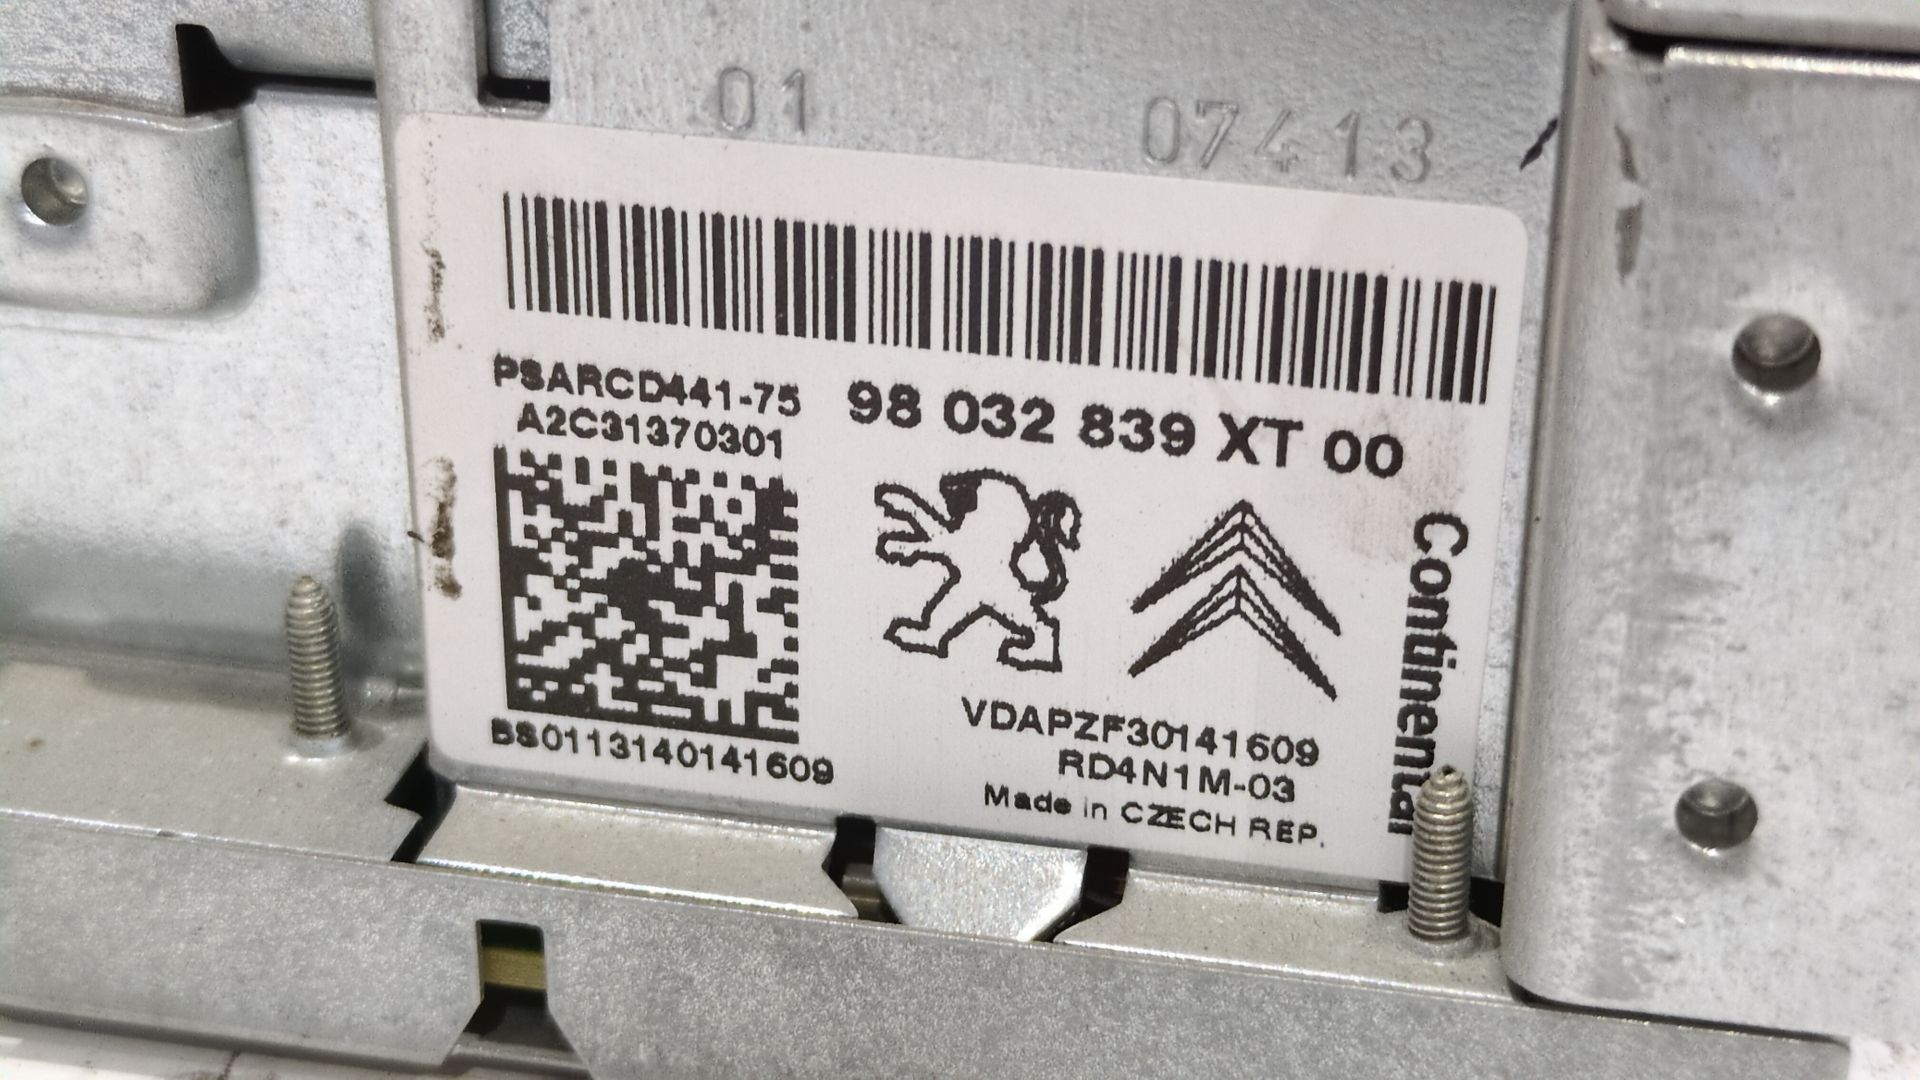 01 07413
PSARCD441-75
A2C31370301
98 032 839 XT 00
BS0113140141609
VDAPZF30141609
RD4N1M-03
Made in CZECH REP.
Continental